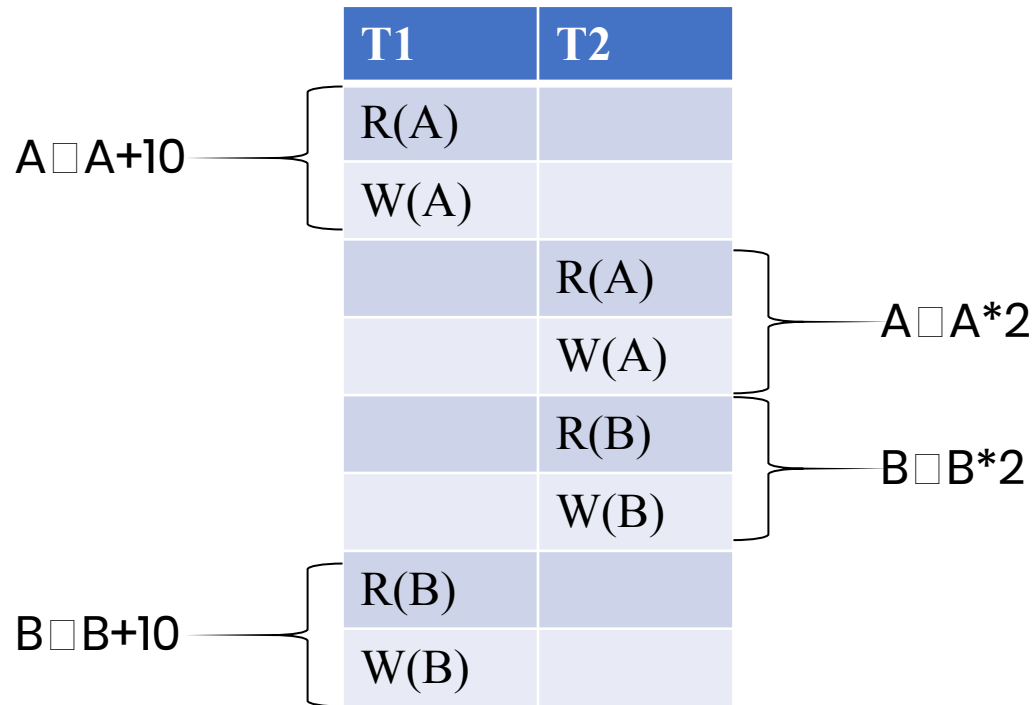 T1 T2
R(A)
A□A+10
W(A)
R(A)
A□A*2
W(A)
R(B)
B□B*2
W(B)
R(B)
B□B+10
W(B)